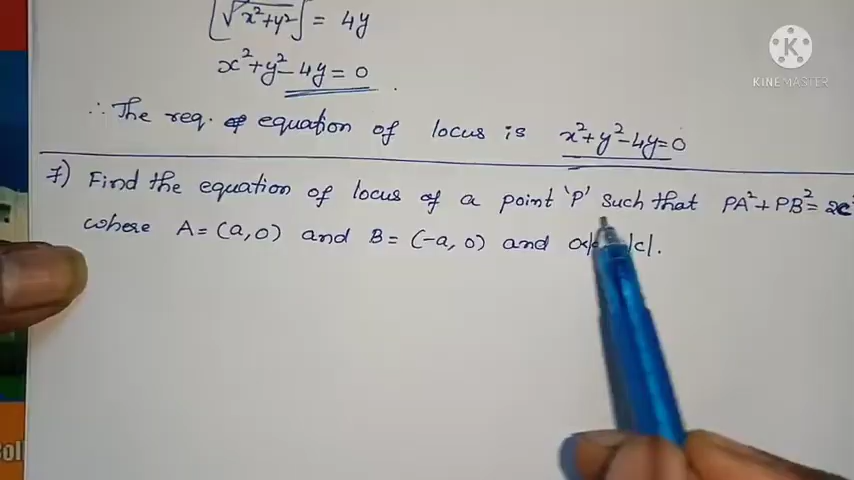 [√x²+y²] = 4y
x²+y²-4y=0
∴ The req. equation of locus is x²+y²-4y=0
7) Find the equation of locus of a point 'P' such that PA²+PB²=2c²
where A=(a,0) and B=(-a,0) and |c|.
KINEMASTER